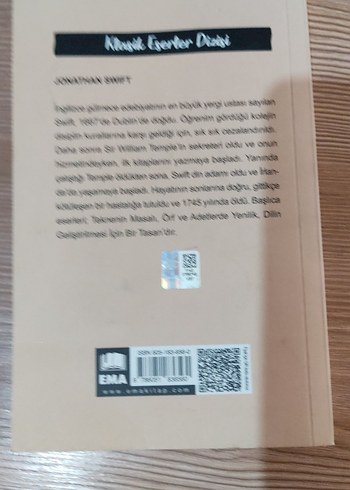 Klasik Eserler Dizisi
JONATHAN SWIFT
İngilizce gülmece edebiyatının en büyük yergi ustası sayılan
Swift, 1667'de Dublin'de doğdu. Öğrenim gördüğü kolejin
disiplin kurallarına karşı geldiği için, sık sık cezalandırıldı.
Daha sonra Sir William Temple'in sekreteri oldu ve onun
hizmetindeyken, ilk kitaplarını yazmaya başladı. Yanında
çalıştığı Temple öldükten sona, Swift din adamı oldu ve İrlan-
da'da yaşamaya başladı. Hayatının sonlarına doğru, gittikçe
kötüleşen bir hastalığa tutuldu ve 1745 yılında öldü. Başlıca
eserleri; Teknenin Masalı, Örf ve Adetlerde Yenilik, Dilin
Geliştirilmesi İçin Bir Tasarı'dır.
EMA
www.emakitap.com